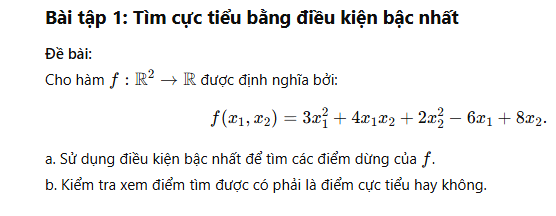 Bài tập 1: Tìm cực tiểu bằng điều kiện bậc nhất
Đề bài:
Cho hàm f : ℝ² → ℝ được định nghĩa bởi:
f(x₁, x₂) = 3x₁² + 4x₁x₂ + 2x₂² − 6x₁ + 8x₂.
a. Sử dụng điều kiện bậc nhất để tìm các điểm dừng của f.
b. Kiểm tra xem điểm tìm được có phải là điểm cực tiểu hay không.